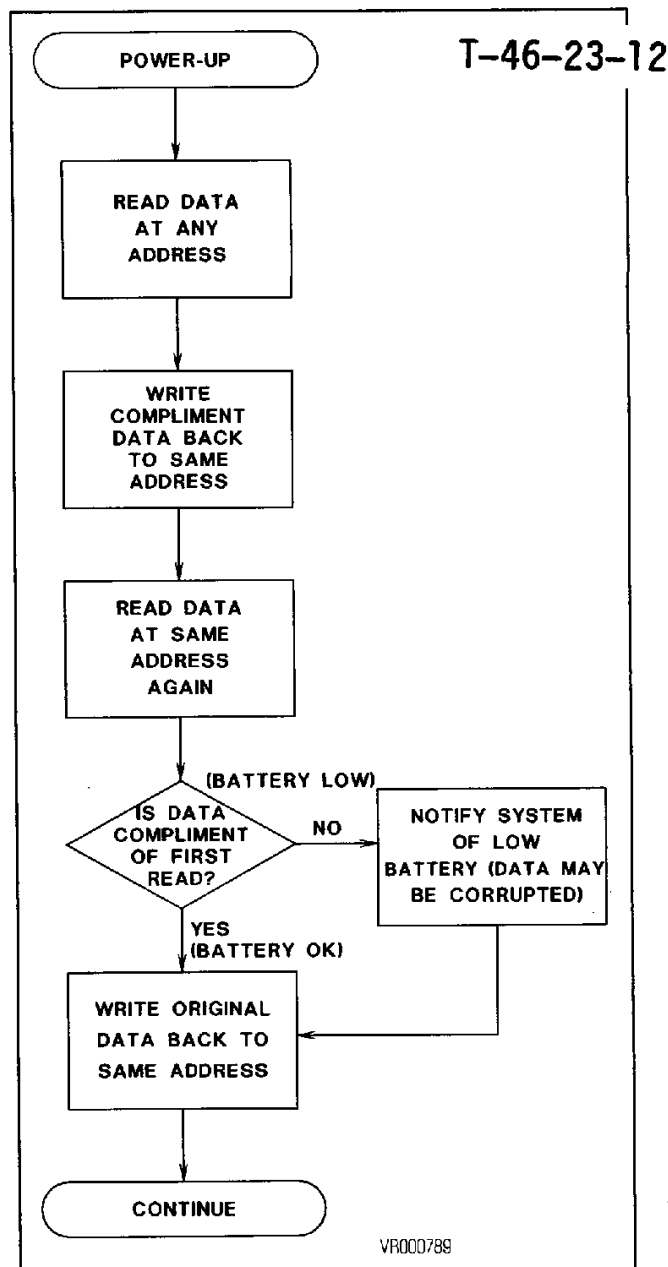 T-46-23-12
POWER-UP
READ DATA
AT ANY
ADDRESS
WRITE
COMPLIMENT
DATA BACK
TO SAME
ADDRESS
READ DATA
AT SAME
ADDRESS
AGAIN
(BATTERY LOW)
IS DATA
COMPLIMENT
OF FIRST
READ?
NO
NOTIFY SYSTEM
OF LOW
BATTERY (DATA MAY
BE CORRUPTED)
YES
(BATTERY OK)
WRITE ORIGINAL
DATA BACK TO
SAME ADDRESS
CONTINUE
VR000789